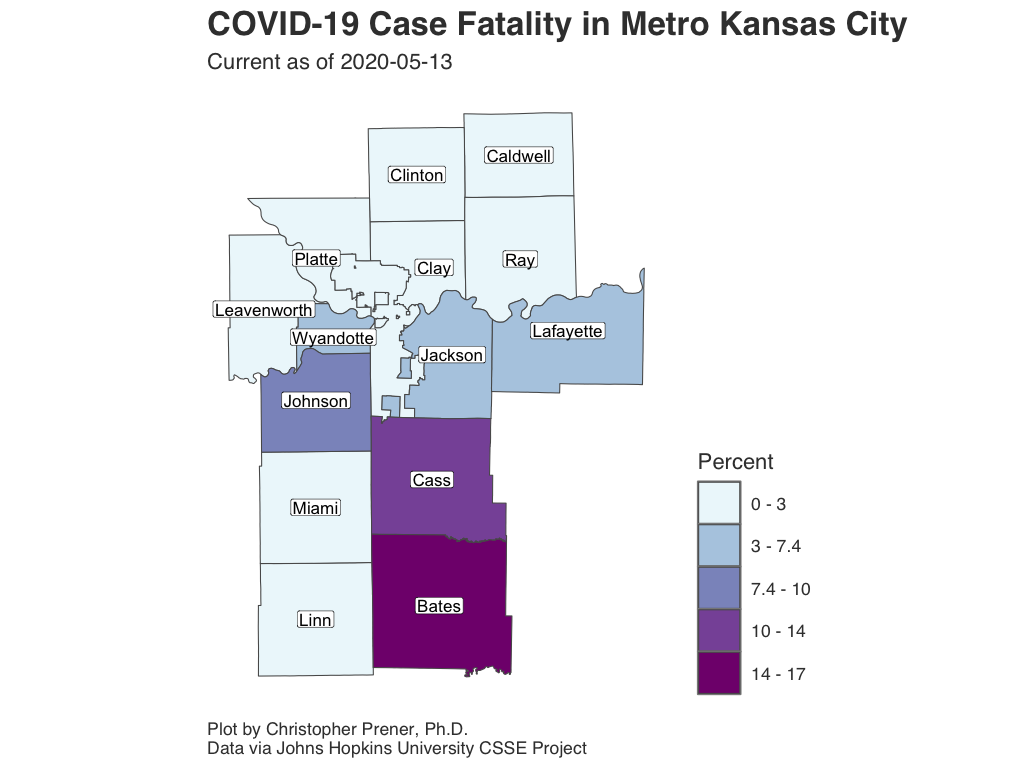 COVID-19 Case Fatality in Metro Kansas City
Current as of 2020-05-13
Caldwell
Clinton
Platte
Clay
Ray
Leavenworth
Wyandotte
Jackson
Lafayette
Johnson
Cass
Miami
Bates
Linn
Percent
0 - 3
3 - 7.4
7.4 - 10
10 - 14
14 - 17
Plot by Christopher Prener, Ph.D.
Data via Johns Hopkins University CSSE Project